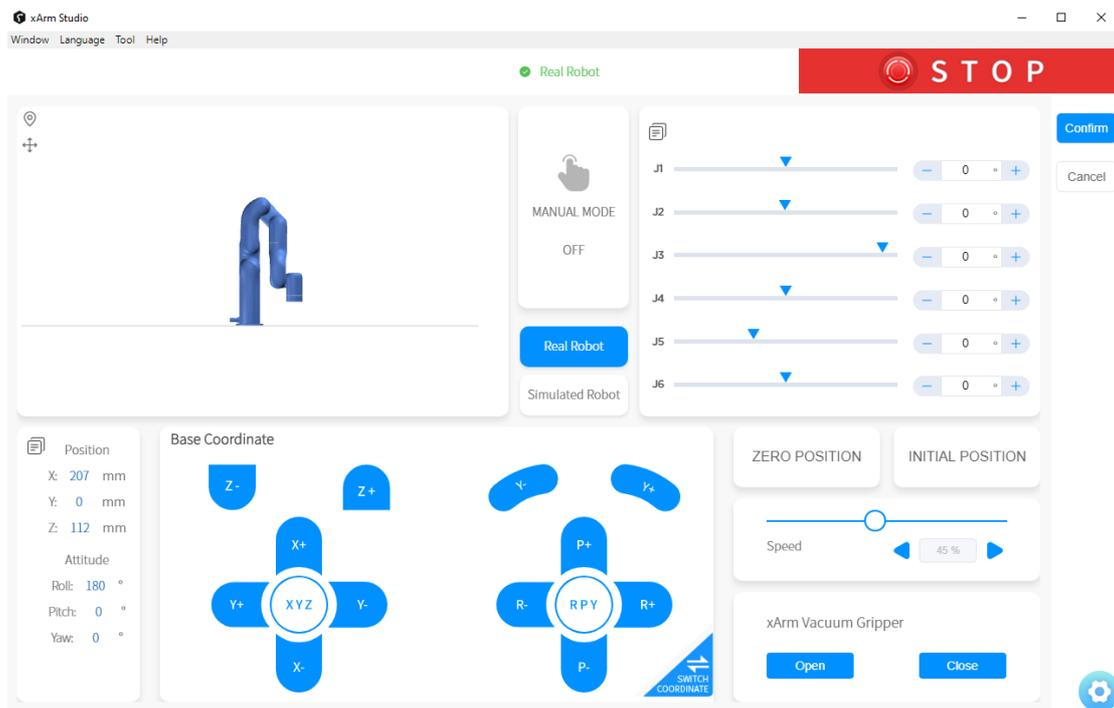 xArm Studio
Window Language Tool Help
Real Robot
STOP
Confirm
Cancel
MANUAL MODE
OFF
Real Robot
Simulated Robot
J1 0 °
J2 0 °
J3 0 °
J4 0 °
J5 0 °
J6 0 °
Position
X: 207 mm
Y: 0 mm
Z: 112 mm
Attitude
Roll: 180 °
Pitch: 0 °
Yaw: 0 °
Base Coordinate
Z- Z+
X+
Y+ XYZ Y-
X-
Y- Y+
P+
R- RPY R+
P-
SWITCH
COORDINATE
ZERO POSITION INITIAL POSITION
Speed 45 %
xArm Vacuum Gripper
Open Close